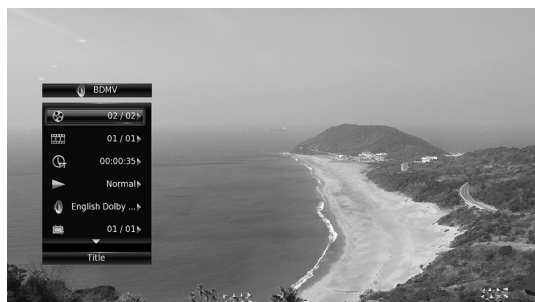 BDMV
02 / 02
01 / 01
00:00:35
Normal
English Dolby ...
01 / 01
Title